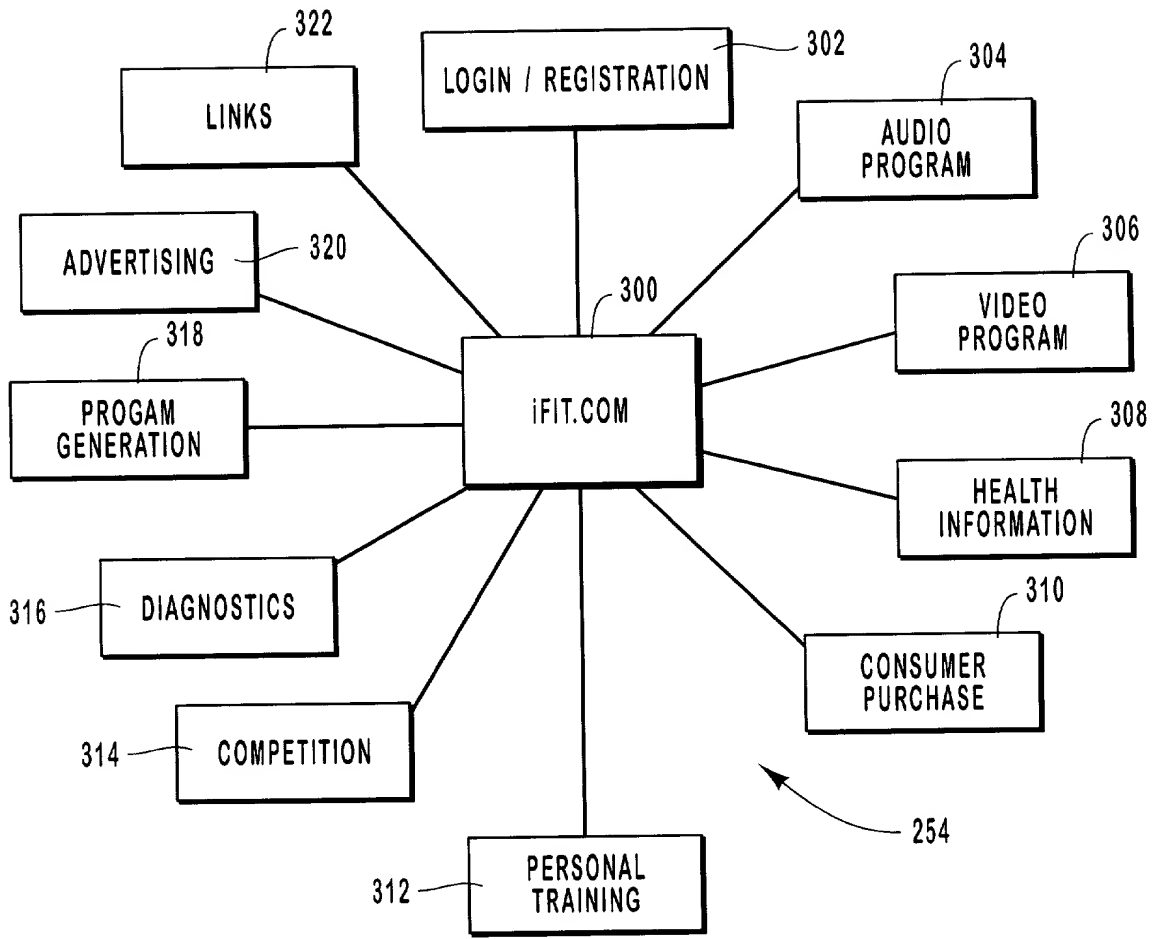 322
LINKS
LOGIN / REGISTRATION
302
304
AUDIO
PROGRAM
ADVERTISING
320
306
VIDEO
PROGRAM
300
iFIT.COM
318
PROGAM
GENERATION
308
HEALTH
INFORMATION
316
DIAGNOSTICS
310
CONSUMER
PURCHASE
314
COMPETITION
254
312
PERSONAL
TRAINING